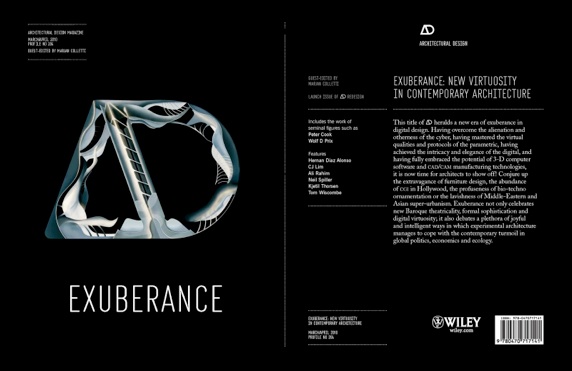 ARCHITECTURAL DESIGN MAGAZINE
MARCH/APRIL 2010
PROFILE NO 204
GUEST-EDITED BY MARJAN COLLETTI
AD
EXUBERANCE
GUEST-EDITED BY
MARJAN COLLETTI
LAUNCH ISSUE OF AD REDESIGN
Includes the work of
seminal figures such as
Peter Cook
Wolf D Prix
Features
Hernan Diaz Alonso
CJ Lim
Ali Rahim
Neil Spiller
Kjetil Thorsen
Tom Wiscombe
EXUBERANCE: NEW VIRTUOSITY
IN CONTEMPORARY ARCHITECTURE
MARCH/APRIL 2010
PROFILE NO 204
AD
ARCHITECTURAL DESIGN
EXUBERANCE: NEW VIRTUOSITY
IN CONTEMPORARY ARCHITECTURE
This title of AD heralds a new era of exuberance in
digital design. Having overcome the alienation and
otherness of the cyber, having mastered the virtual
qualities and protocols of the parametric, having
achieved the intricacy and elegance of the digital, and
having fully embraced the potential of 3-D computer
software and CAD/CAM manufacturing technologies,
it is now time for architects to show off! Conjure up
the extravagance of furniture design, the abundance
of CGI in Hollywood, the profuseness of bio-techno
ornamentation or the lavishness of Middle-Eastern and
Asian super-urbanism. Exuberance not only celebrates
new Baroque theatricality, formal sophistication and
digital virtuosity; it also debates a plethora of joyful
and intelligent ways in which experimental architecture
manages to cope with the contemporary turmoil in
global politics, economics and ecology.
WILEY
wiley.com
ISBN: 978-0470717141
9 780470 717141